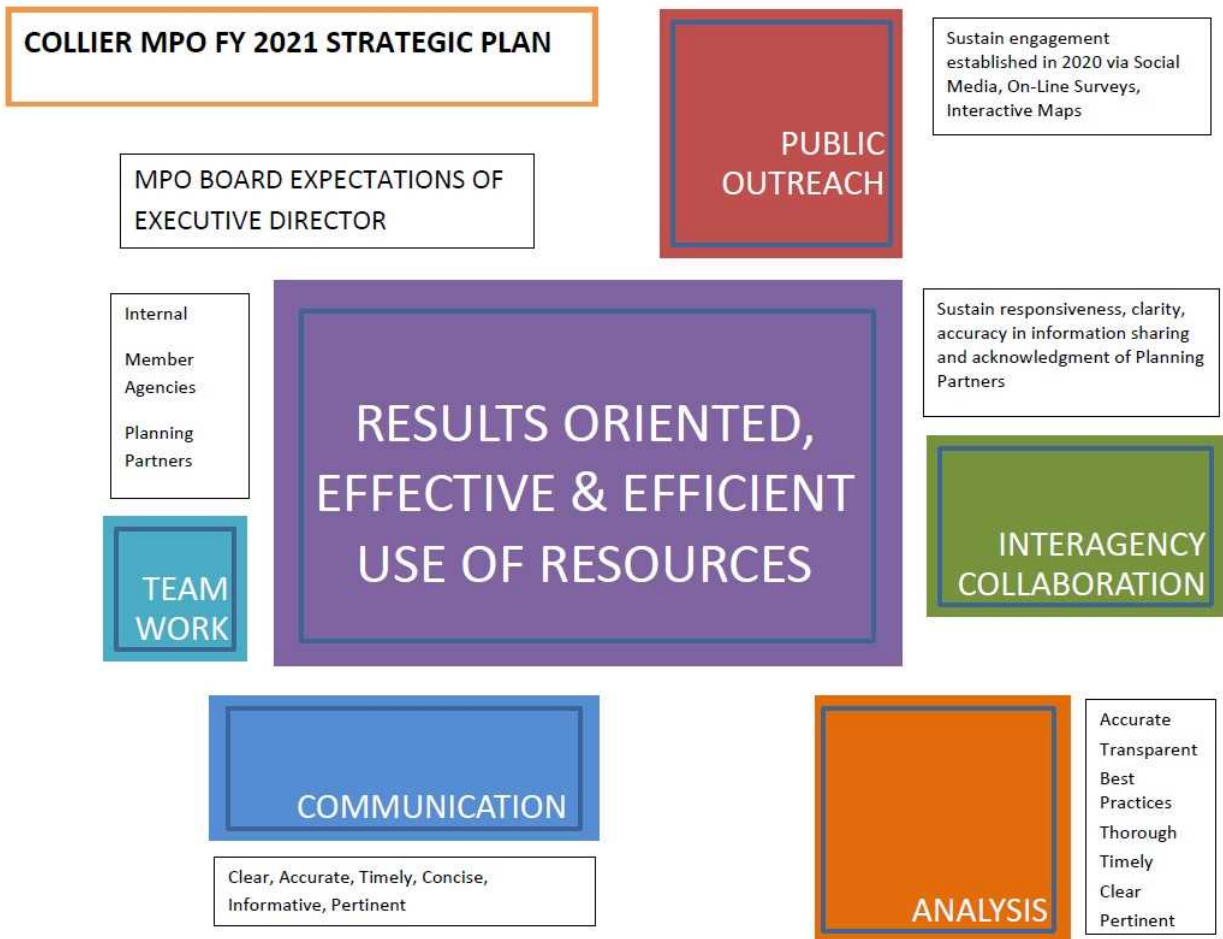 COLLIER MPO FY 2021 STRATEGIC PLAN
MPO BOARD EXPECTATIONS OF
EXECUTIVE DIRECTOR
PUBLIC
OUTREACH
Sustain engagement
established in 2020 via Social
Media, On-Line Surveys,
Interactive Maps
Internal
Member
Agencies
Planning
Partners
TEAM
WORK
RESULTS ORIENTED,
EFFECTIVE & EFFICIENT
USE OF RESOURCES
Sustain responsiveness, clarity,
accuracy in information sharing
and acknowledgment of Planning
Partners
INTERAGENCY
COLLABORATION
COMMUNICATION
Clear, Accurate, Timely, Concise,
Informative, Pertinent
ANALYSIS
Accurate
Transparent
Best
Practices
Thorough
Timely
Clear
Pertinent